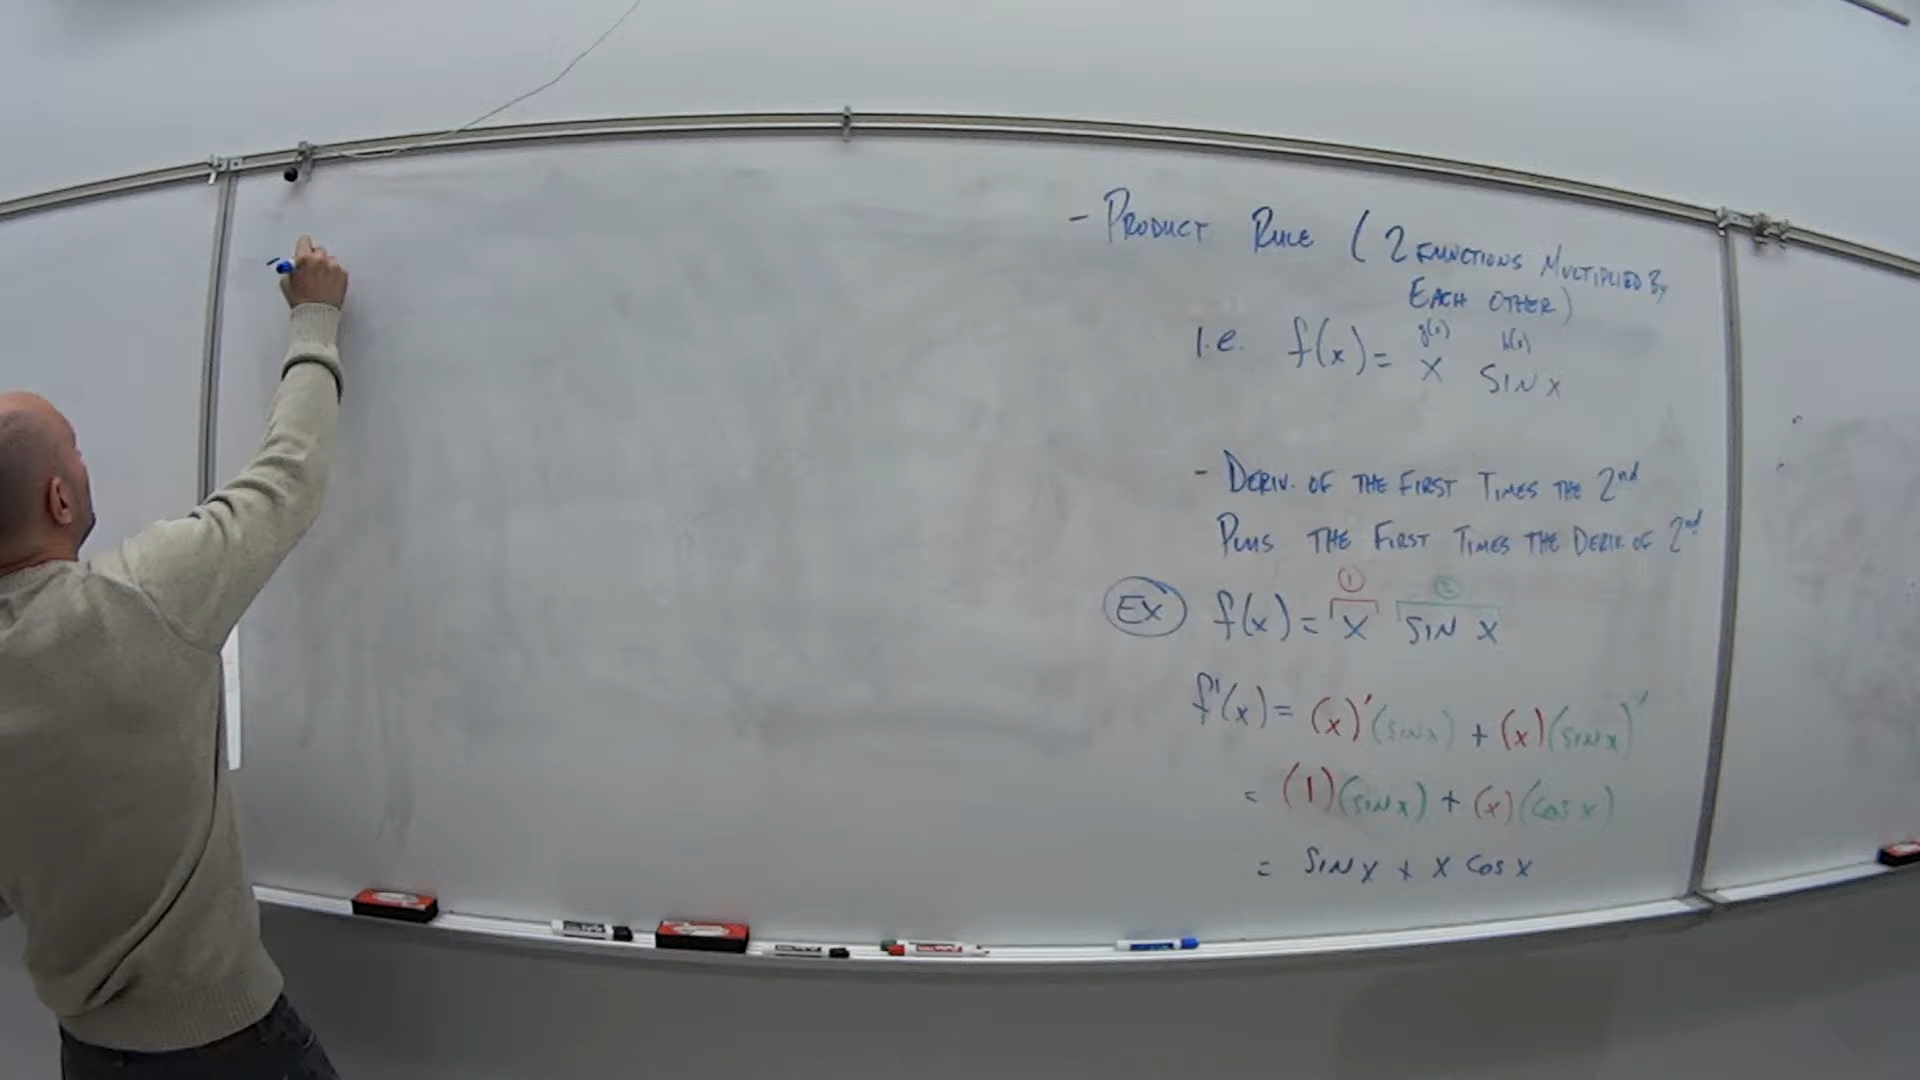 - PRODUCT RULE (2 FUNCTIONS MULTIPLIED BY
EACH OTHER)
g(x) h(x)
I.e. f(x) = x SIN x
- DERIV. OF THE FIRST TIMES THE 2nd
PLUS THE FIRST TIMES THE DERIV. OF 2nd
① ②
EX f(x) = x SIN x
f'(x) = (x)'(SIN x) + (x)(SIN x)'
= (1)(SIN x) + (x)(COS x)
= SIN x + x COS x